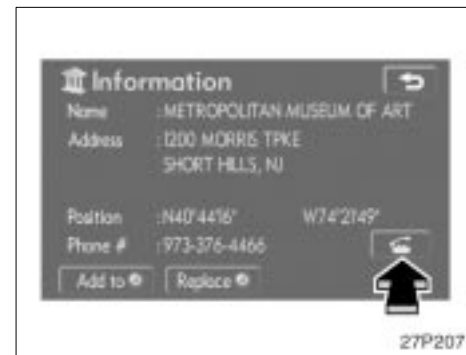 Information
Name :METROPOLITAN MUSEUM OF ART
Address :1200 MORRIS TPKE
SHORT HILLS, NJ
Position :N40°44'16" W74°21'49"
Phone # :973-376-4466
Add to Replace
27P207